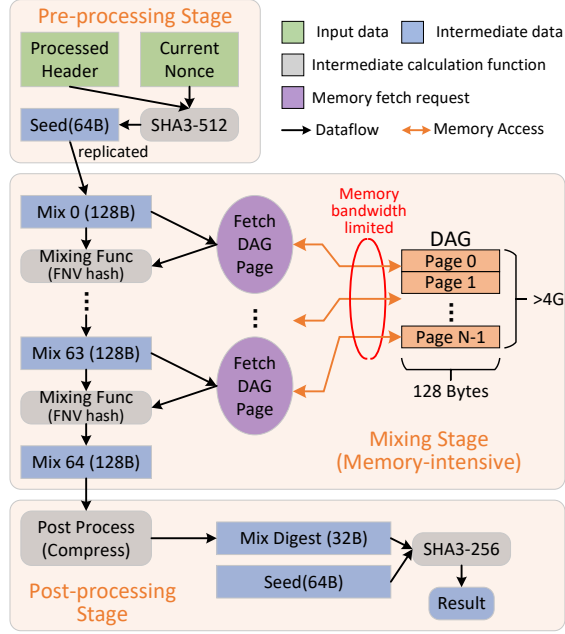 Pre-processing Stage
Processed
Header
Current
Nonce
Seed(64B)
SHA3-512
replicated
Input data
Intermediate data
Intermediate calculation function
Memory fetch request
Dataflow
Memory Access
Mix 0 (128B)
Mixing Func
(FNV hash)
Fetch
DAG
Page
Memory
bandwidth
limited
DAG
Page 0
Page 1
Page N-1
>4G
128 Bytes
Mix 63 (128B)
Mixing Func
(FNV hash)
Fetch
DAG
Page
Mix 64 (128B)
Mixing Stage
(Memory-intensive)
Post Process
(Compress)
Mix Digest (32B)
Seed(64B)
SHA3-256
Result
Post-processing
Stage